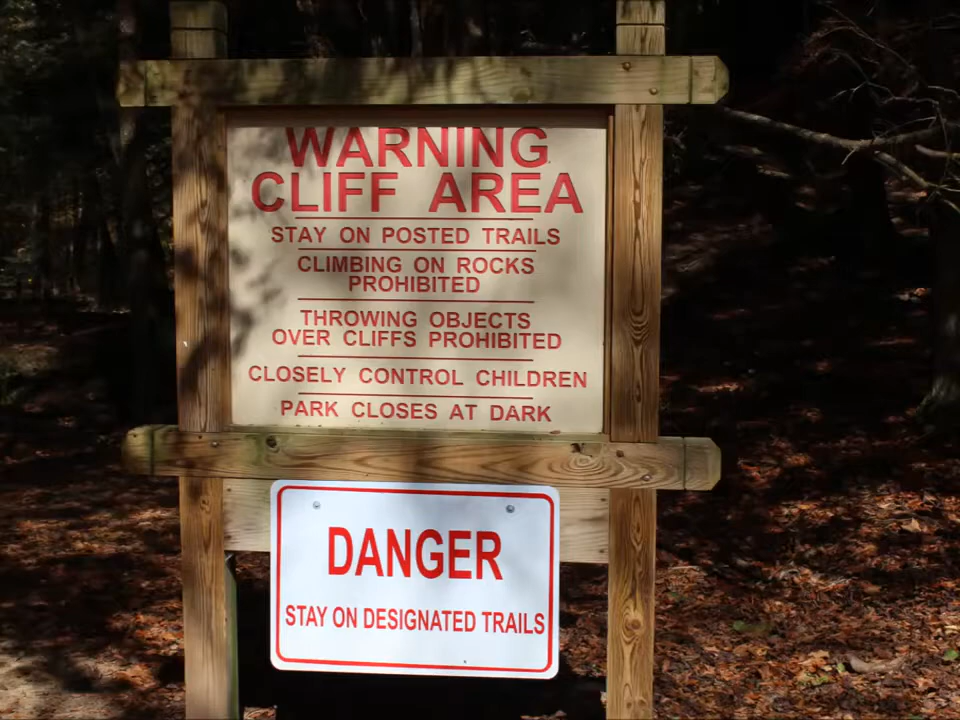 WARNING
CLIFF AREA
STAY ON POSTED TRAILS
CLIMBING ON ROCKS
PROHIBITED
THROWING OBJECTS
OVER CLIFFS PROHIBITED
CLOSELY CONTROL CHILDREN
PARK CLOSES AT DARK
DANGER
STAY ON DESIGNATED TRAILS